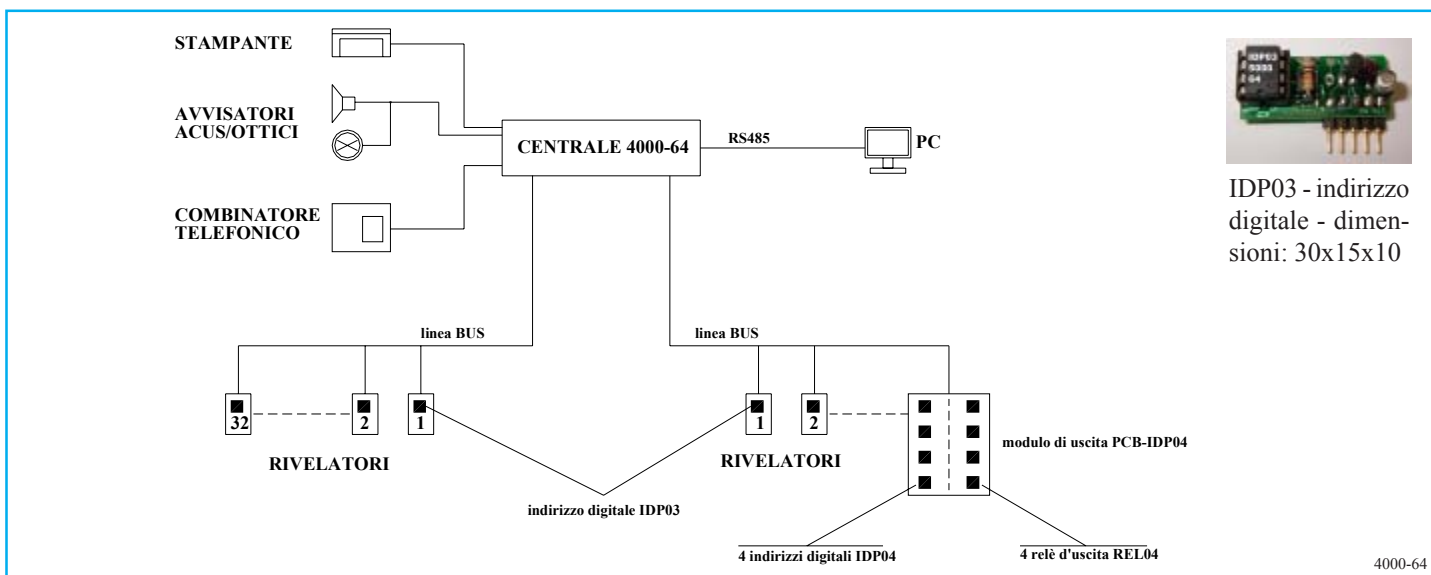 STAMPANTE
AVVISATORI
ACUS/OTTICI
COMBINATORE
TELEFONICO
CENTRALE 4000-64
RS485
PC
IDP03
64
IDP03 - indirizzo
digitale - dimen-
sioni: 30x15x10
linea BUS
linea BUS
32
2
1
1
2
RIVELATORI
RIVELATORI
modulo di uscita PCB-IDP04
indirizzo digitale IDP03
4 indirizzi digitali IDP04
4 relè d'uscita REL04
4000-64